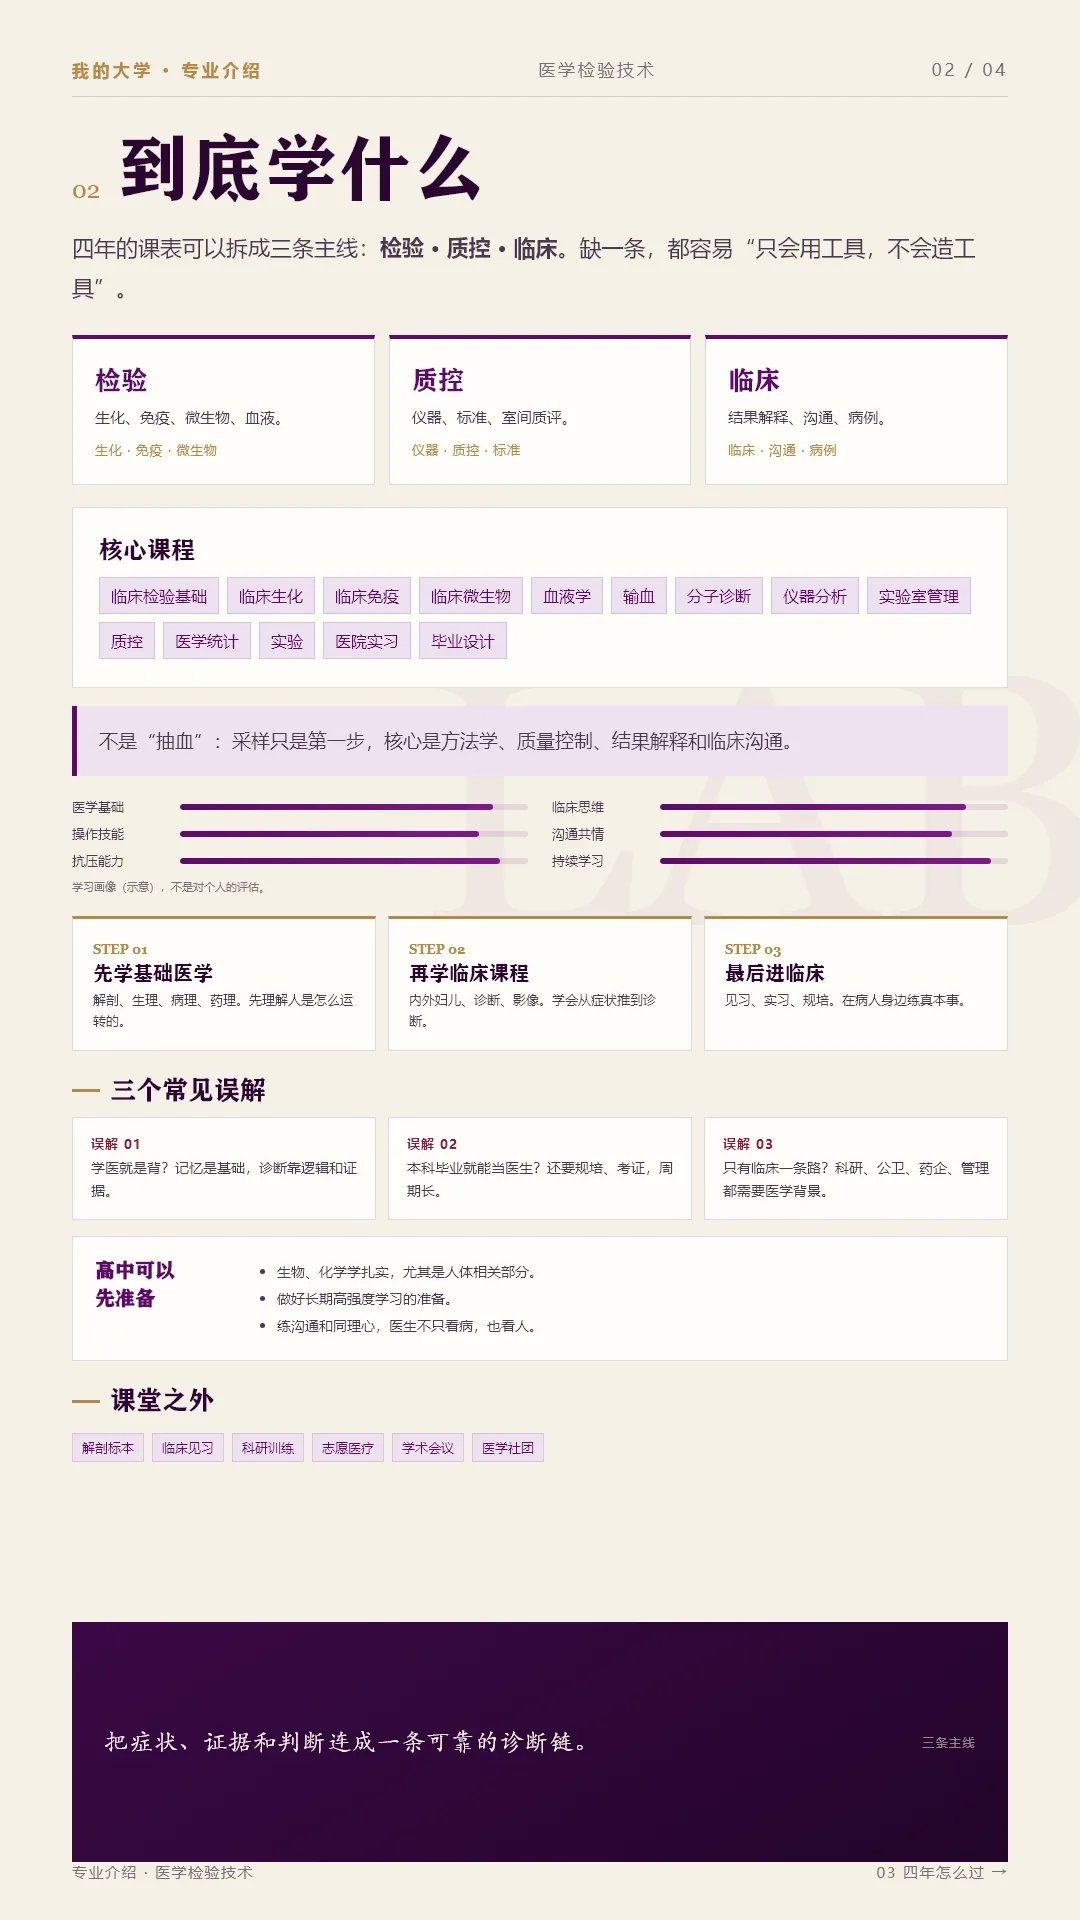 我的大学 · 专业介绍
医学检验技术
02 / 04
02 到底学什么
四年的课表可以拆成三条主线：检验 · 质控 · 临床。缺一条，都容易“只会用工具，不会造工
具”。
检验
生化、免疫、微生物、血液。
生化 · 免疫 · 微生物
质控
仪器、标准、室间质评。
仪器 · 质控 · 标准
临床
结果解释、沟通、病例。
临床 · 沟通 · 病例
核心课程
临床检验基础 临床生化 临床免疫 临床微生物 血液学 输血 分子诊断 仪器分析 实验室管理
质控 医学统计 实验 医院实习 毕业设计
LAB
不是“抽血”：采样只是第一步，核心是方法学、质量控制、结果解释和临床沟通。
医学基础
临床思维
操作技能
沟通共情
抗压能力
持续学习
学习画像（示意），不是对个人的评估。
STEP 01
先学基础医学
解剖、生理、病理、药理。先理解人是怎么运
转的。
STEP 02
再学临床课程
内外妇儿、诊断、影像。学会从症状推到诊
断。
STEP 03
最后进临床
见习、实习、规培。在病人身边练真本事。
三个常见误解
误解 01
学医就是背？记忆是基础，诊断靠逻辑和证
据。
误解 02
本科毕业就能当医生？还要规培、考证，周
期长。
误解 03
只有临床一条路？科研、公卫、药企、管理
都需要医学背景。
高中可以
先准备
• 生物、化学学扎实，尤其是人体相关部分。
• 做好长期高强度学习的准备。
• 练沟通和同理心，医生不只看病，也看人。
课堂之外
解剖标本 临床见习 科研训练 志愿医疗 学术会议 医学社团
把症状、证据和判断连成一条可靠的诊断链。
三条主线
专业介绍 · 医学检验技术
03 四年怎么过 →